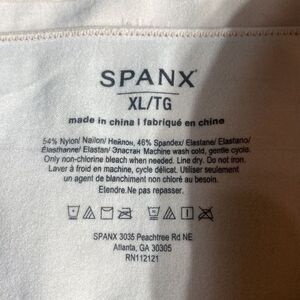 SPANX®
XL/TG
made in china | fabriqué en chine
54% Nylon/ Nailon/ Нейлон, 46% Spandex/ Elastane/ Elastano/
Elasthanne/ Elastan/ Эластан Machine wash cold, gentle cycle.
Only non-chlorine bleach when needed. Line dry. Do not iron.
Laver à froid en machine, cycle délicat. Utiliser seulement
un agent de blanchiment non chloré au besoin.
Étendre.Ne pas repasser.
SPANX 3035 Peachtree Rd NE
Atlanta, GA 30305
RN112121